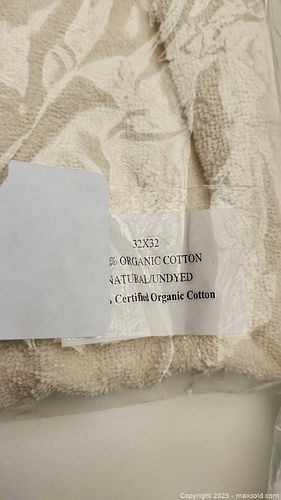 32X32
% ORGANIC COTTON
NATURAL/UNDYED
Certified Organic Cotton
Copyright © 2025 - maxsold.com